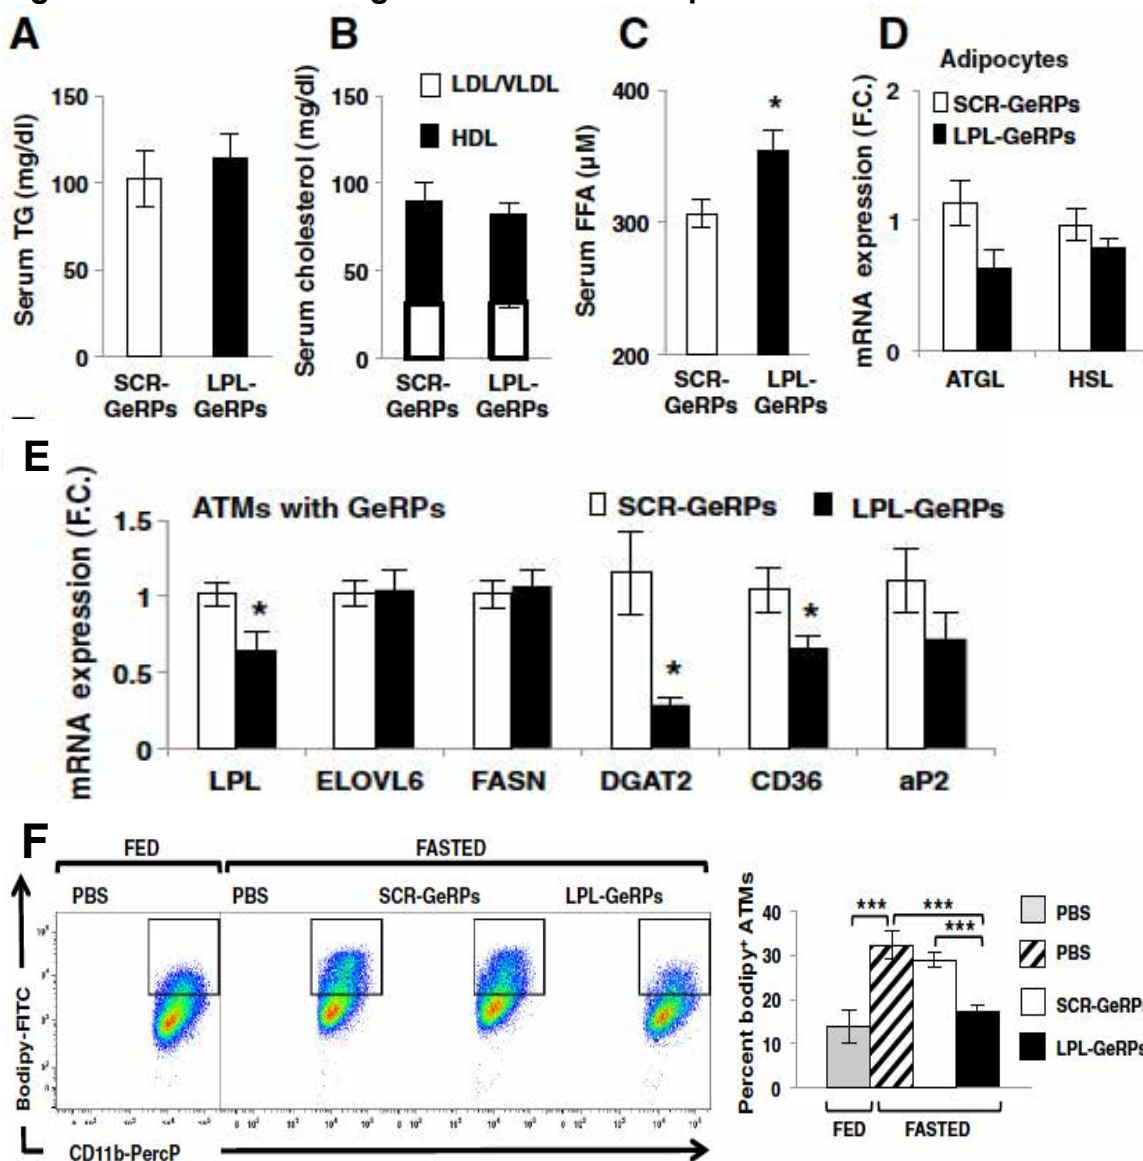 A
Serum TG (mg/dl)
150
100
50
0
SCR-
GeRPs
LPL-
GeRPs
B
Serum cholesterol (mg/dl)
LDL/VLDL
HDL
150
100
50
0
SCR-
GeRPs
LPL-
GeRPs
C
Serum FFA (µM)
400
300
200
*
SCR-
GeRPs
LPL-
GeRPs
D
Adipocytes
SCR-GeRPs
LPL-GeRPs
mRNA expression (F.C.)
2
1
0
ATGL
HSL
E
mRNA expression (F.C.)
ATMs with GeRPs
SCR-GeRPs
LPL-GeRPs
1.5
1
0.5
0
*
*
*
LPL
ELOVL6
FASN
DGAT2
CD36
aP2
F
FED
FASTED
PBS
PBS
SCR-GeRPs
LPL-GeRPs
Bodipy-FITC
CD11b-PercP
Percent bodipy⁺ ATMs
40
30
20
10
0
***
***
***
FED
FASTED
PBS
PBS
SCR-GeRPs
LPL-GeRPs